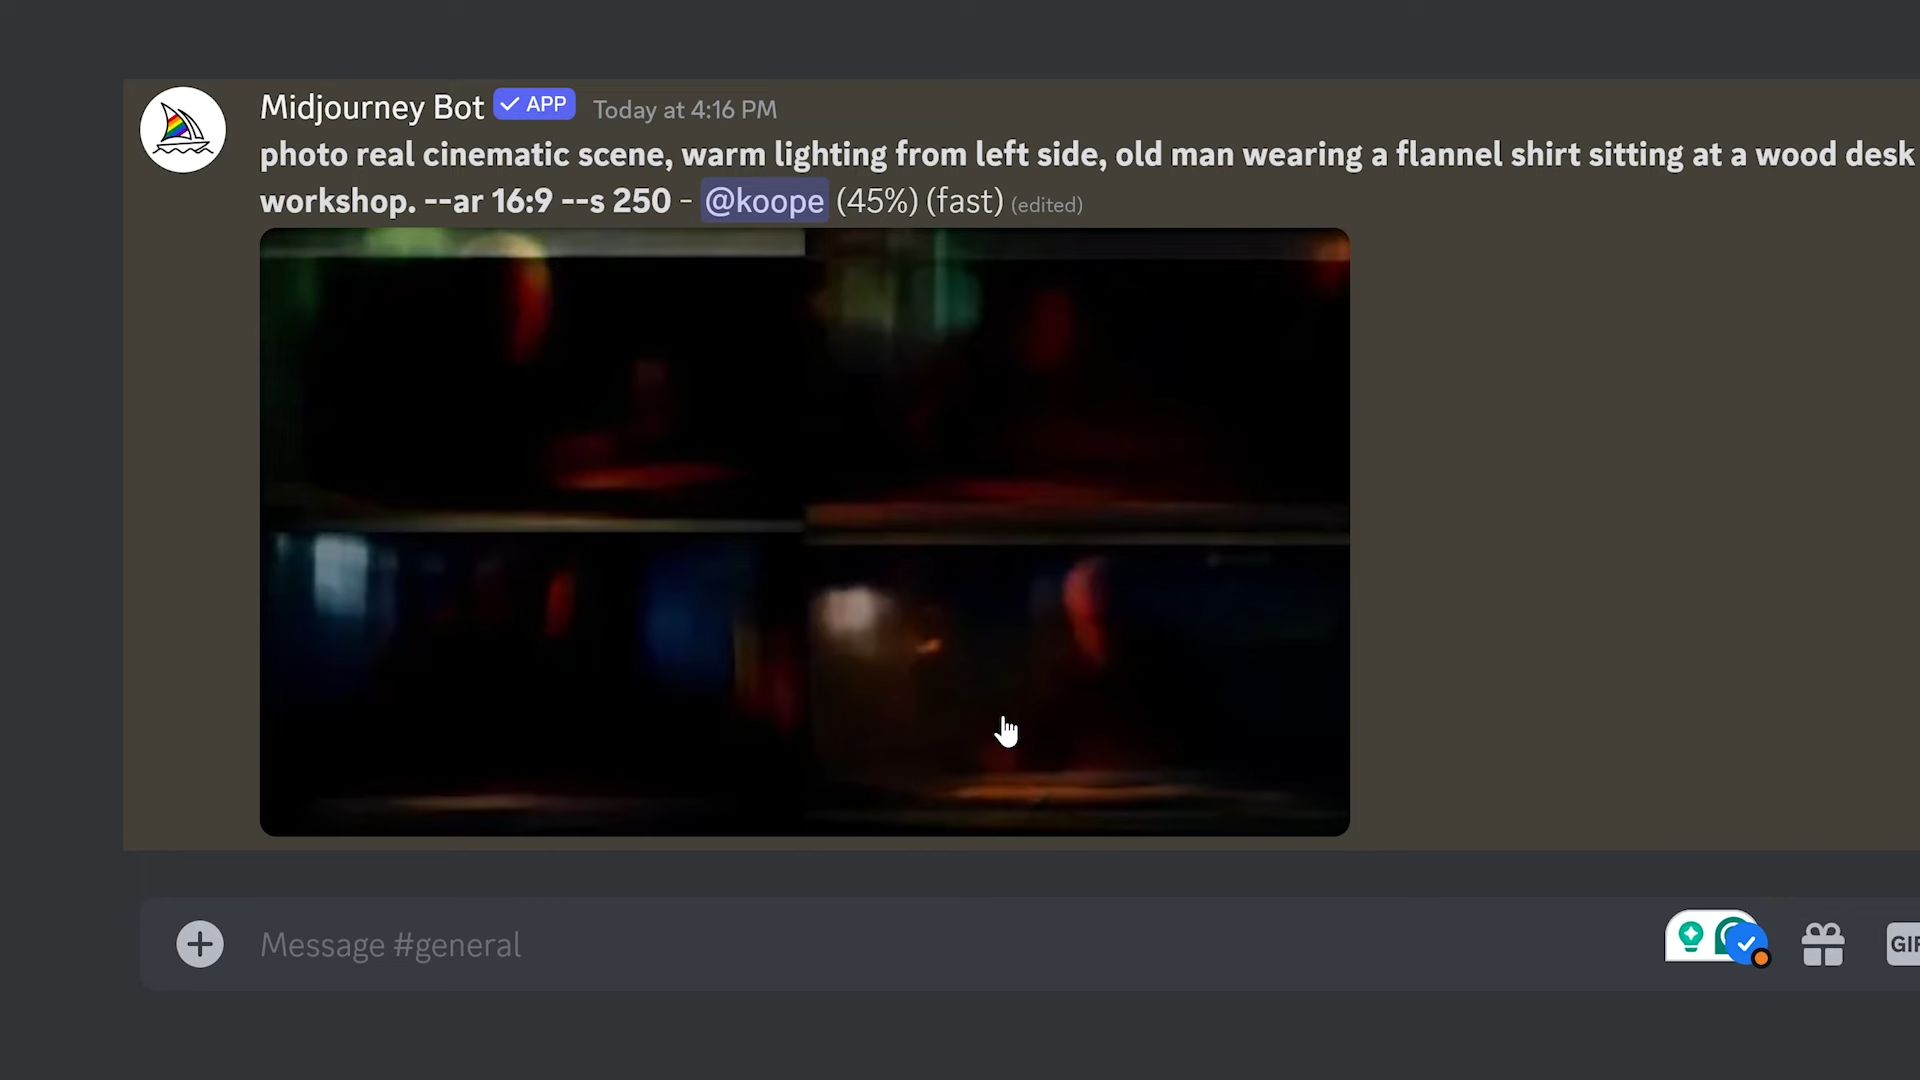 Midjourney Bot APP Today at 4:16 PM
photo real cinematic scene, warm lighting from left side, old man wearing a flannel shirt sitting at a wood desk
workshop. --ar 16:9 --s 250 - @koope (45%) (fast) (edited)
Message #general
GIF